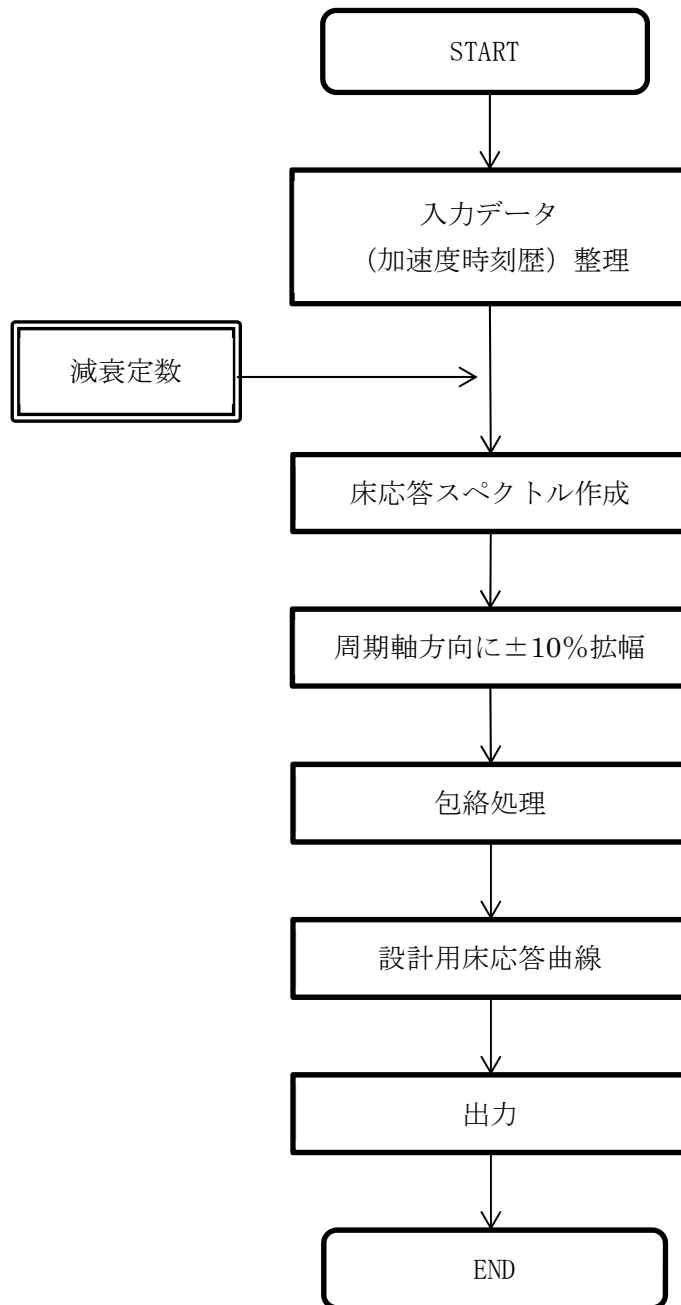 START
入力データ
（加速度時刻歴）整理
減衰定数
床応答スペクトル作成
周期軸方向に±10％拡幅
包絡処理
設計用床応答曲線
出力
END